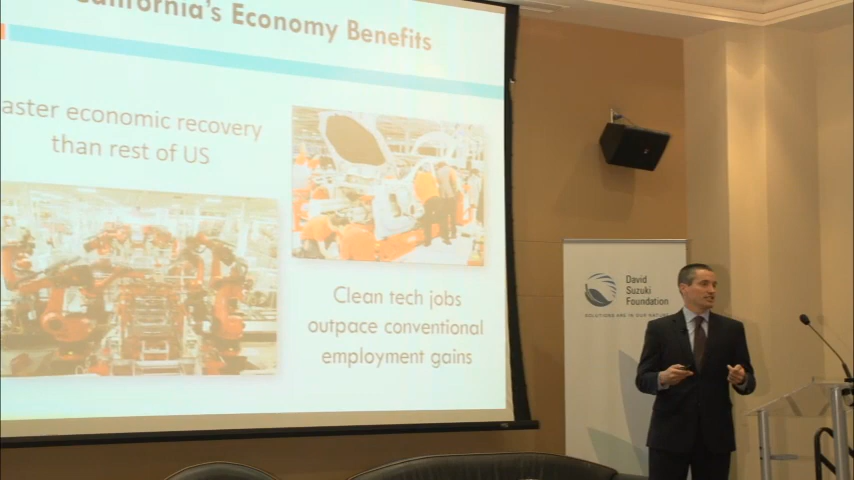 California's Economy Benefits
aster economic recovery
than rest of US
Clean tech jobs
outpace conventional
employment gains
David
Suzuki
Foundation
SOLUTIONS ARE IN OUR NATURE